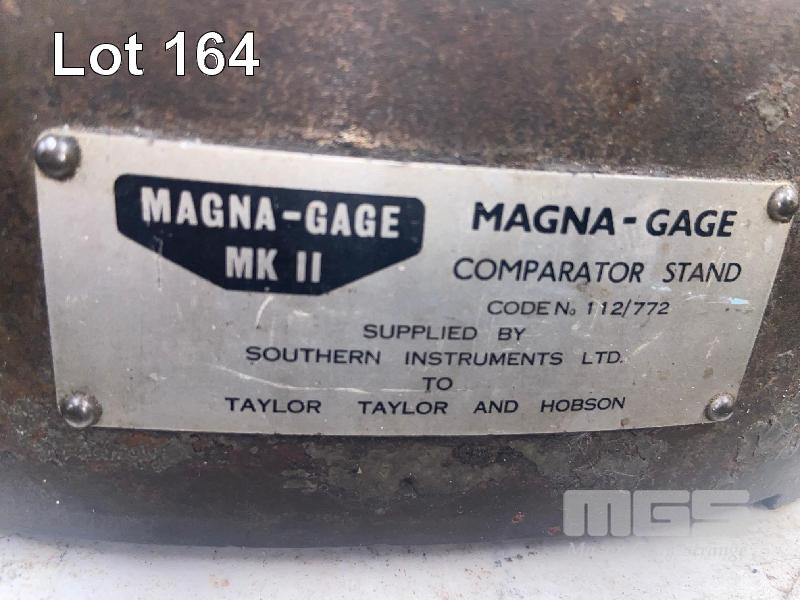 Lot 164
MAGNA-GAGE
MK II
MAGNA-GAGE
COMPARATOR STAND
CODE No 112/772
SUPPLIED BY
SOUTHERN INSTRUMENTS LTD.
TO
TAYLOR TAYLOR AND HOBSON
MGS